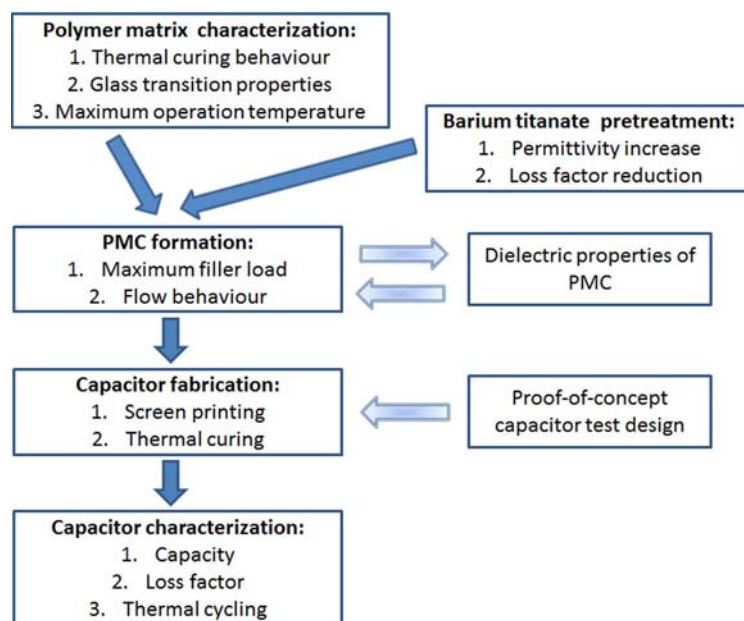 Polymer matrix characterization:
1. Thermal curing behaviour
2. Glass transition properties
3. Maximum operation temperature
Barium titanate pretreatment:
1. Permittivity increase
2. Loss factor reduction
PMC formation:
1. Maximum filler load
2. Flow behaviour
Dielectric properties of
PMC
Capacitor fabrication:
1. Screen printing
2. Thermal curing
Proof-of-concept
capacitor test design
Capacitor characterization:
1. Capacity
2. Loss factor
3. Thermal cycling